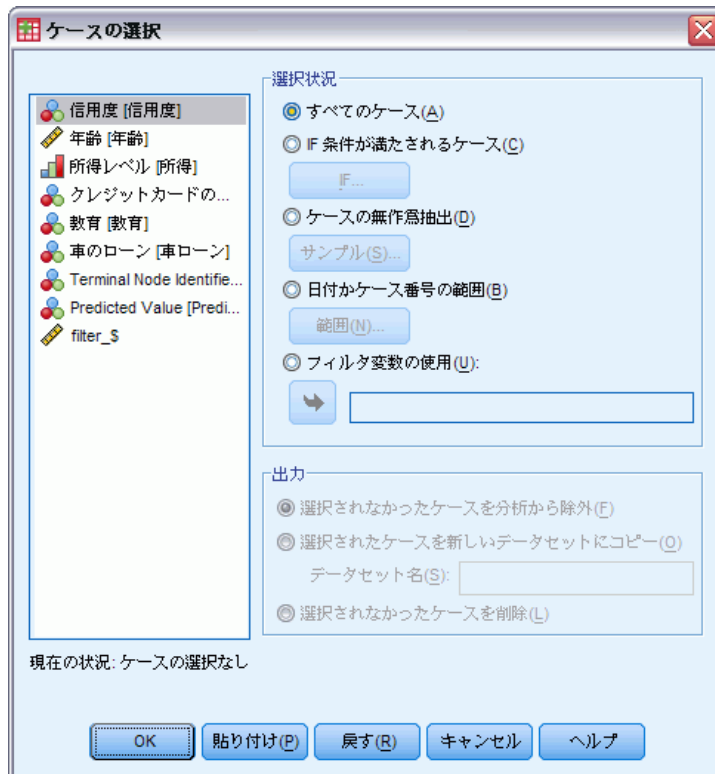 ケースの選択
信用度 [信用度]
年齢 [年齢]
所得レベル [所得]
クレジットカードの...
教育 [教育]
車のローン [車ローン]
Terminal Node Identifie...
Predicted Value [Predi...
filter_$
選択状況
すべてのケース(A)
IF 条件が満たされるケース(C)
IF...
ケースの無作為抽出(D)
サンプル(S)...
日付かケース番号の範囲(B)
範囲(N)...
フィルタ変数の使用(U):
出力
選択されなかったケースを分析から除外(F)
選択されたケースを新しいデータセットにコピー(O)
データセット名(S):
選択されなかったケースを削除(L)
現在の状況: ケースの選択なし
OK
貼り付け(P)
戻す(R)
キャンセル
ヘルプ